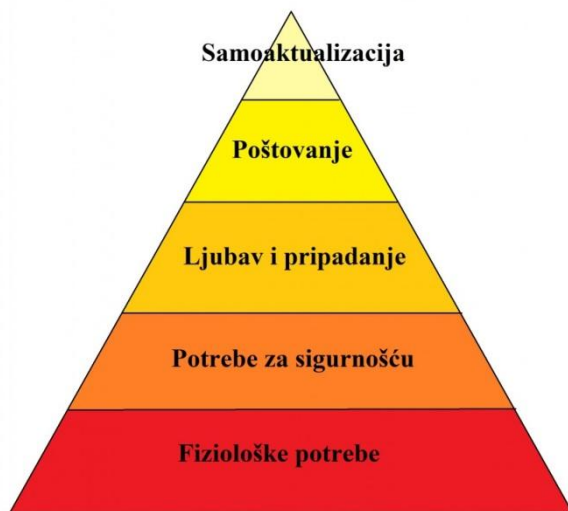 Samoaktualizacija
Poštovanje
Ljubav i pripadanje
Potrebe za sigurnošću
Fiziološke potrebe